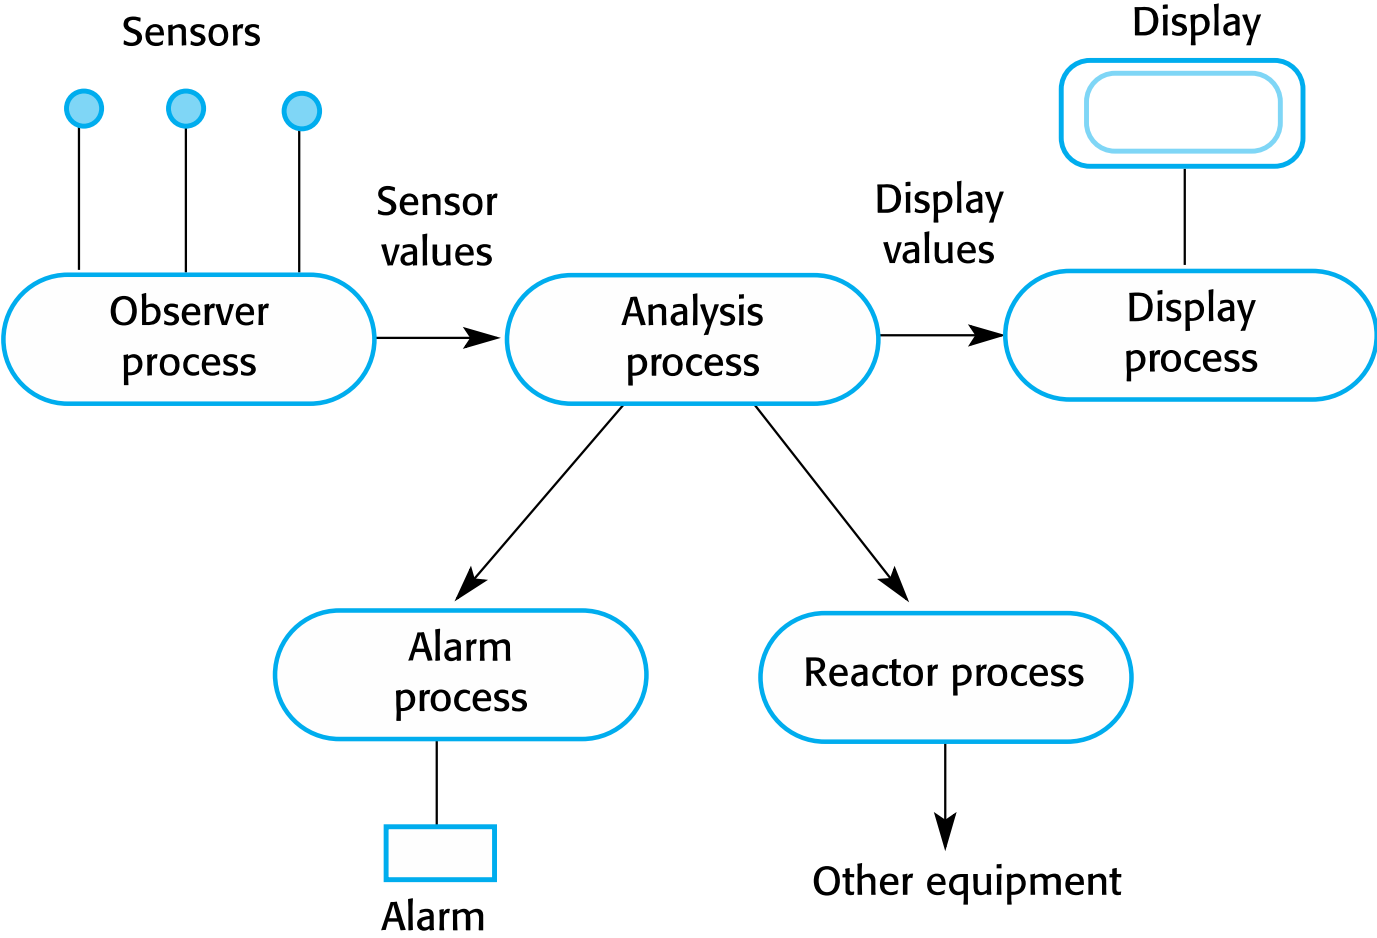 Sensors
Display
Sensor
values
Display
values
Observer
process
Analysis
process
Display
process
Alarm
process
Reactor process
Alarm
Other equipment